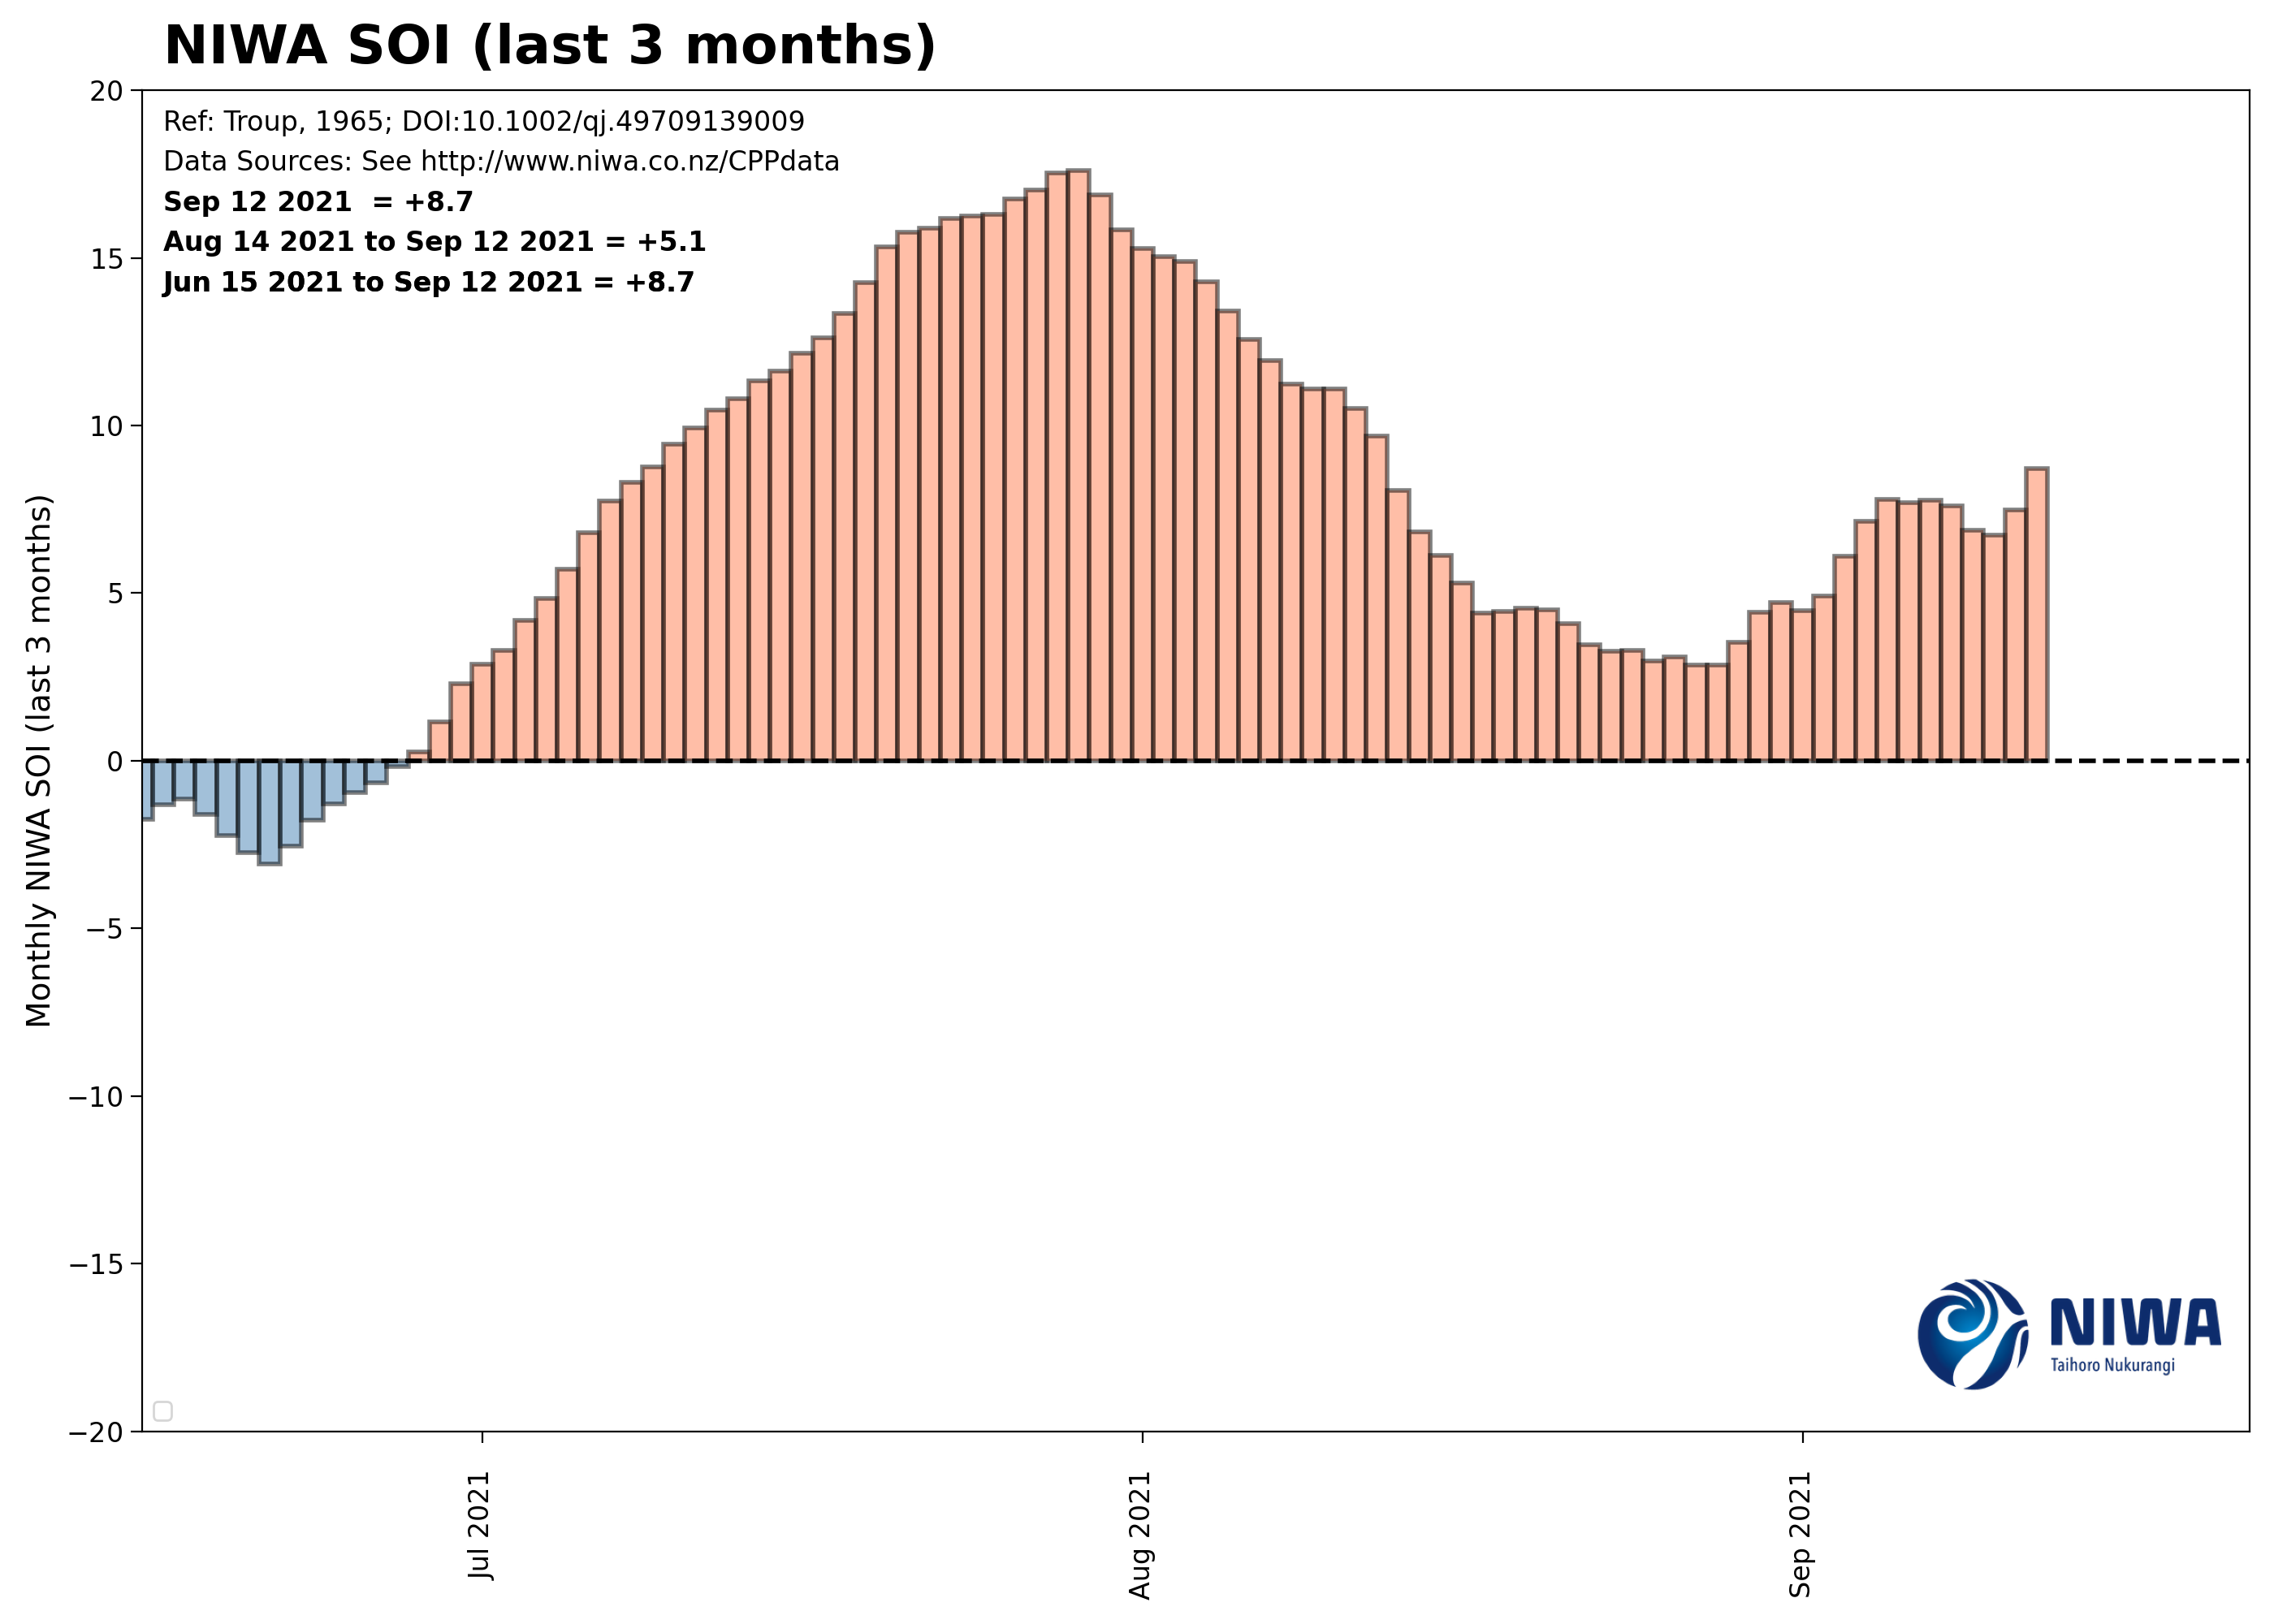 NIWA SOI (last 3 months)
Ref: Troup, 1965; DOI:10.1002/qj.49709139009
Data Sources: See http://www.niwa.co.nz/CPPdata
Sep 12 2021  = +8.7
Aug 14 2021 to Sep 12 2021 = +5.1
Jun 15 2021 to Sep 12 2021 = +8.7
Monthly NIWA SOI (last 3 months)
20
15
10
5
0
−5
−10
−15
−20
Jul 2021
Aug 2021
Sep 2021
NIWA
Taihoro Nukurangi